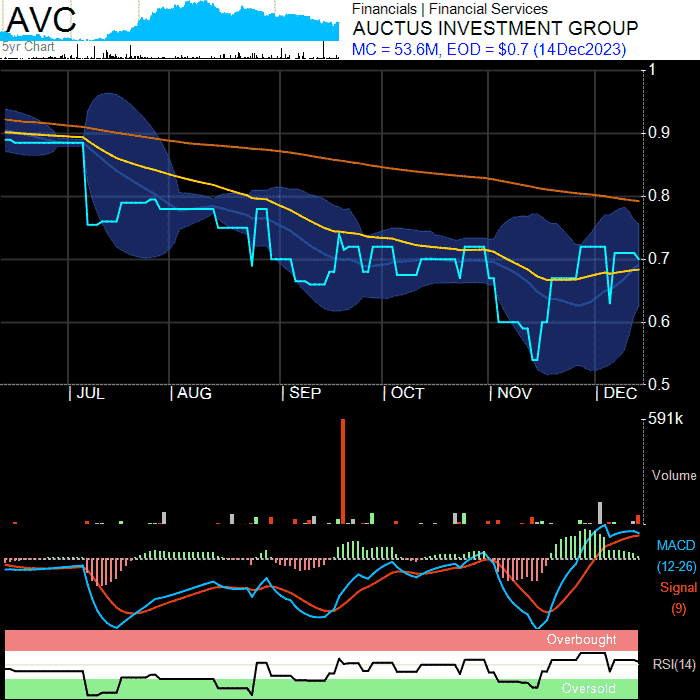 AVC
5yr Chart
Financials | Financial Services
AUCTUS INVESTMENT GROUP
MC = 53.6M, EOD = $0.7 (14Dec2023)
1
0.9
0.8
0.7
0.6
0.5
JUL AUG SEP OCT NOV DEC
591k
Volume
MACD
(12-26)
Signal
(9)
Overbought
RSI(14)
Oversold